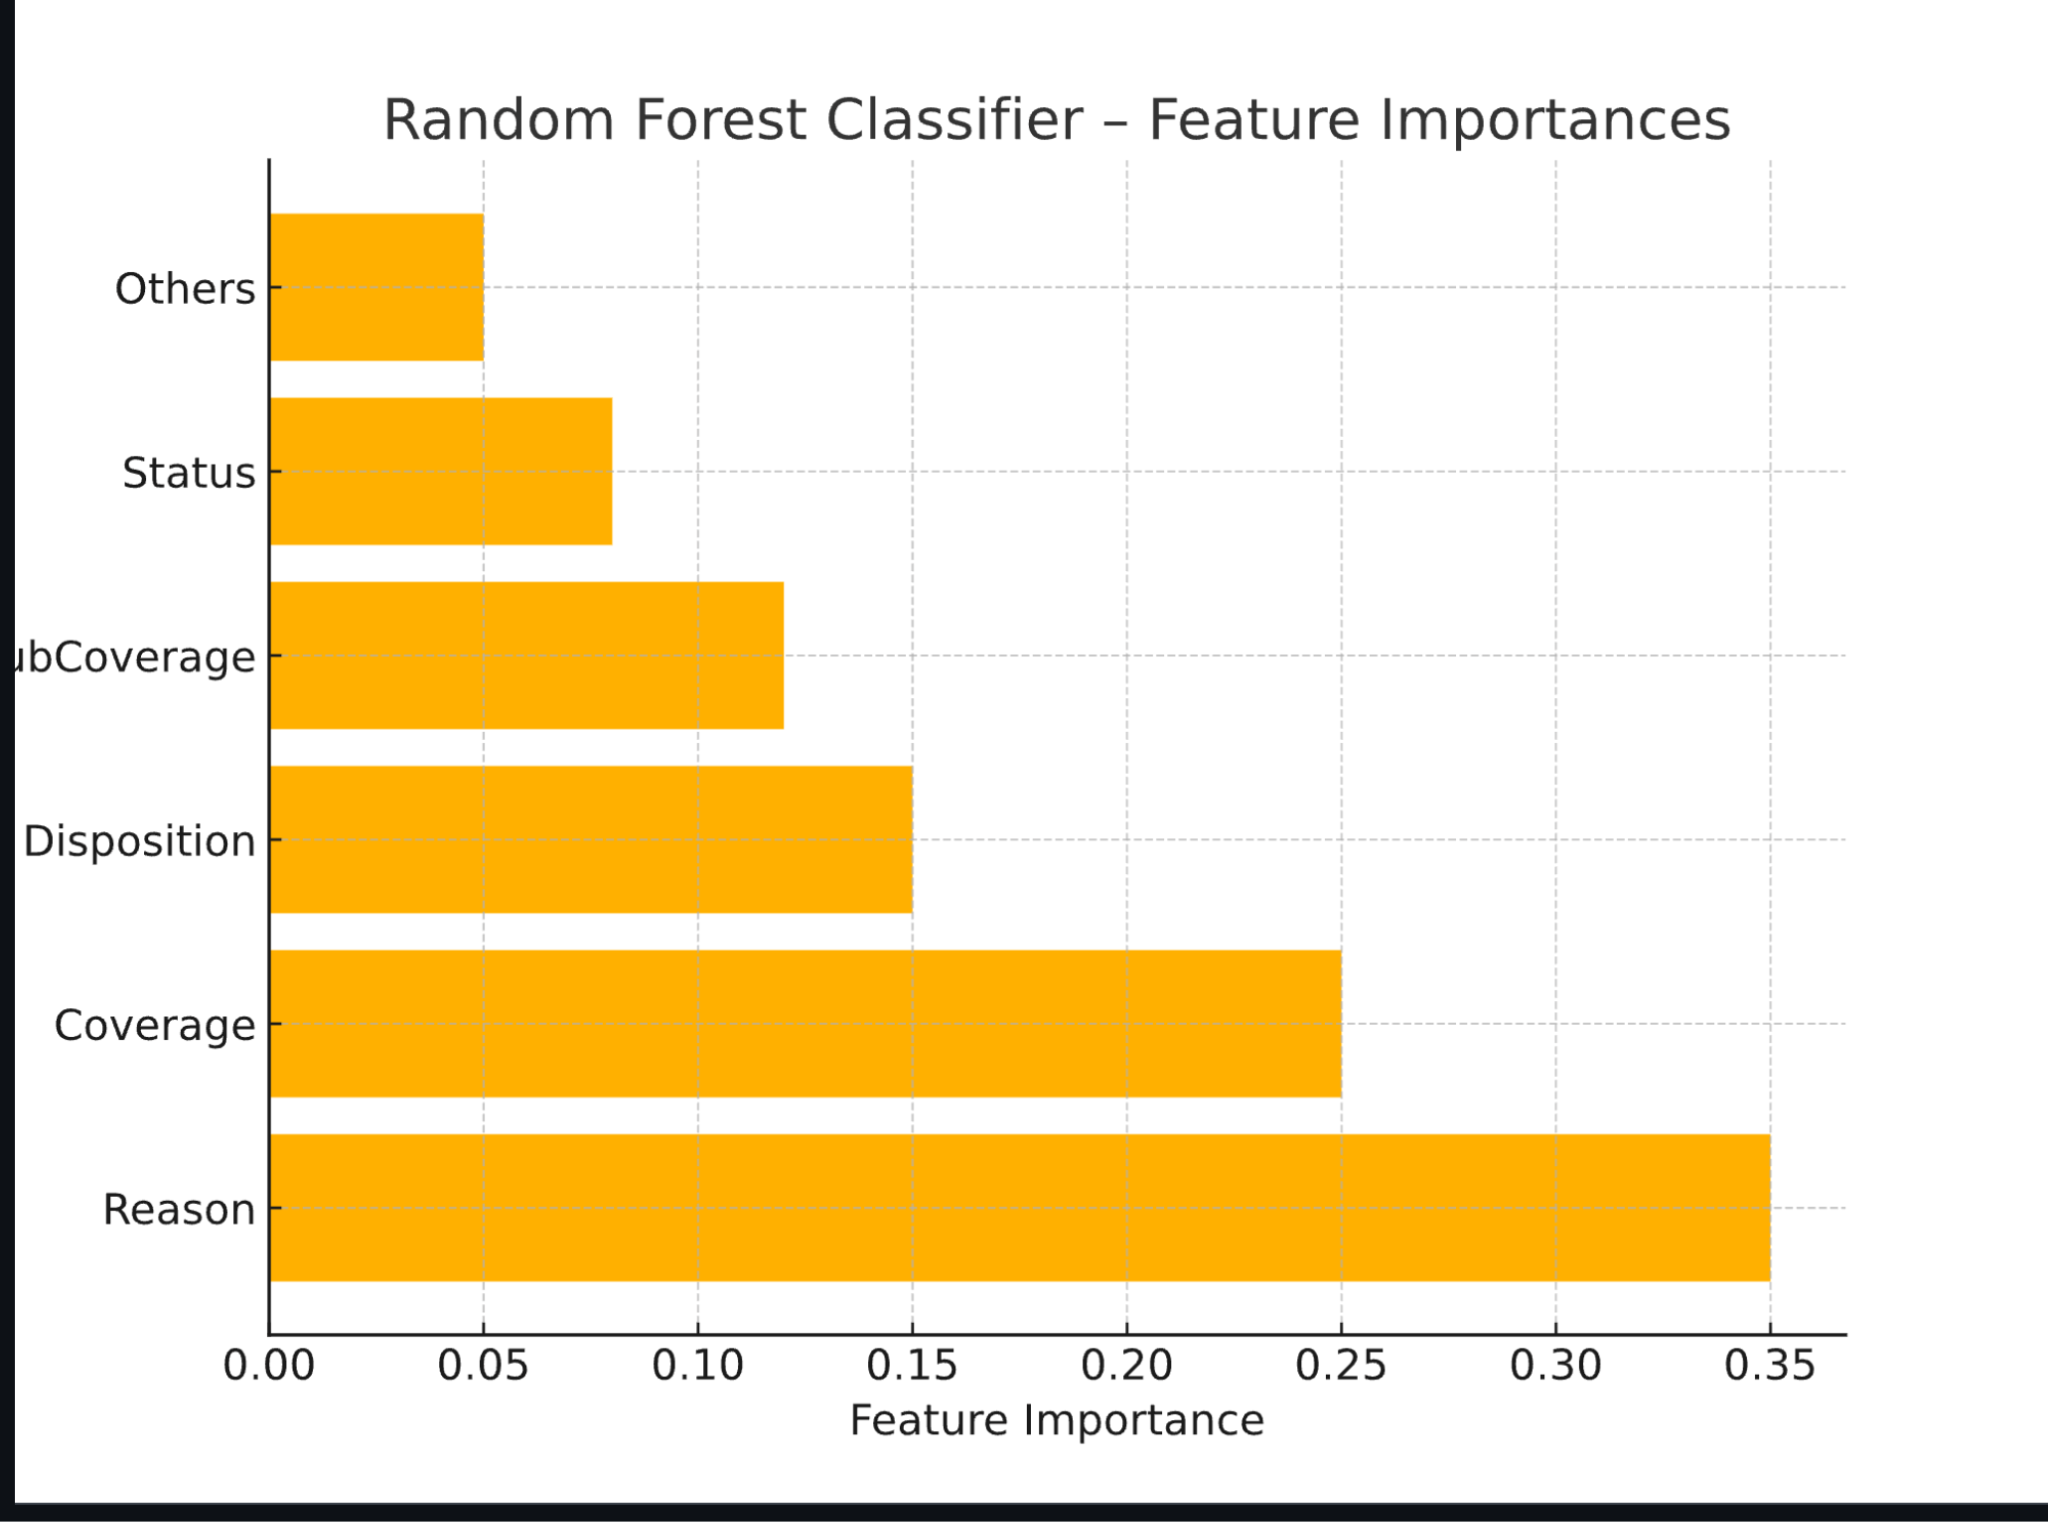 Random Forest Classifier – Feature Importances
Others
Status
ubCoverage
Disposition
Coverage
Reason
0.00 0.05 0.10 0.15 0.20 0.25 0.30 0.35
Feature Importance